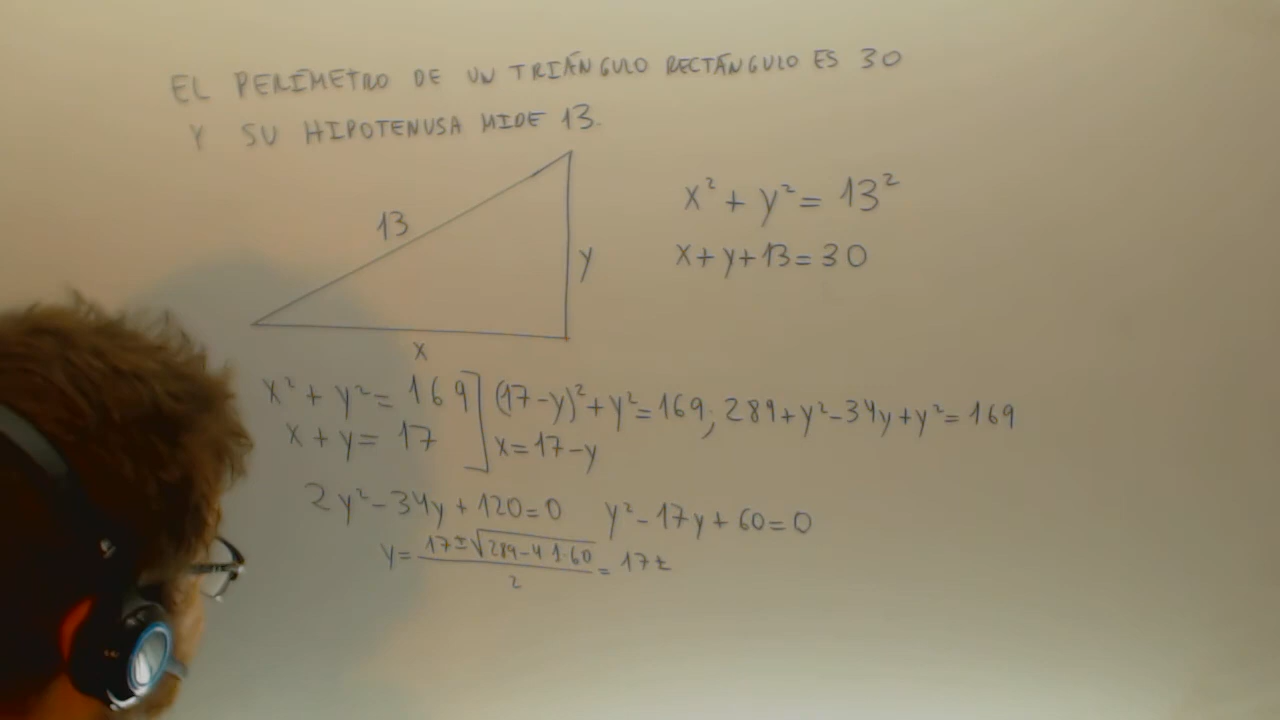 EL PERÍMETRO DE UN TRIÁNGULO RECTÁNGULO ES 30
Y SU HIPOTENUSA MIDE 13.
13
y
x
x² + y² = 13²
x+y+13=30
x² + y² = 169] (17-y)²+y²=169; 289+y²-34y+y²=169
x+y= 17 x=17-y
2y²-34y+120=0 y²-17y+60=0
y= 17±√289-4·1·60 / 2 = 17±